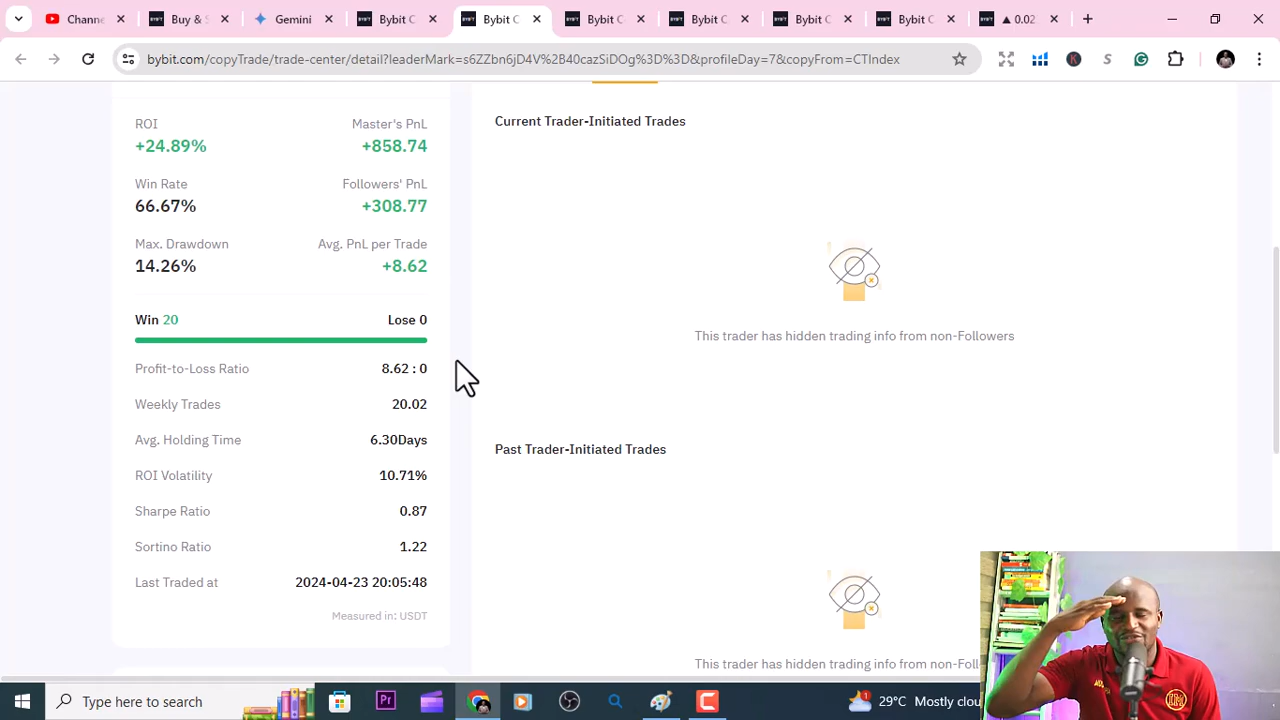 Chann
Buy & S
Gemini
Bybit C
Bybit C
Bybit C
Bybit C
Bybit C
Bybit C
▲ 0.02
bybit.com/copyTrade/trade-center/detail?leaderMark=s6ZZbn6jD4V%2B40cazSiDOg%3D%3D&profileDay=7&copyFrom=CTIndex
ROI
Master's PnL
+24.89%
+858.74
Win Rate
Followers' PnL
66.67%
+308.77
Max. Drawdown
Avg. PnL per Trade
14.26%
+8.62
Win 20
Lose 0
Profit-to-Loss Ratio
8.62 : 0
Weekly Trades
20.02
Avg. Holding Time
6.30Days
ROI Volatility
10.71%
Sharpe Ratio
0.87
Sortino Ratio
1.22
Last Traded at
2024-04-23 20:05:48
Measured in: USDT
Current Trader-Initiated Trades
This trader has hidden trading info from non-Followers
Past Trader-Initiated Trades
This trader has hidden trading info from non-Foll
Type here to search
Pr
1
29°C Mostly clou